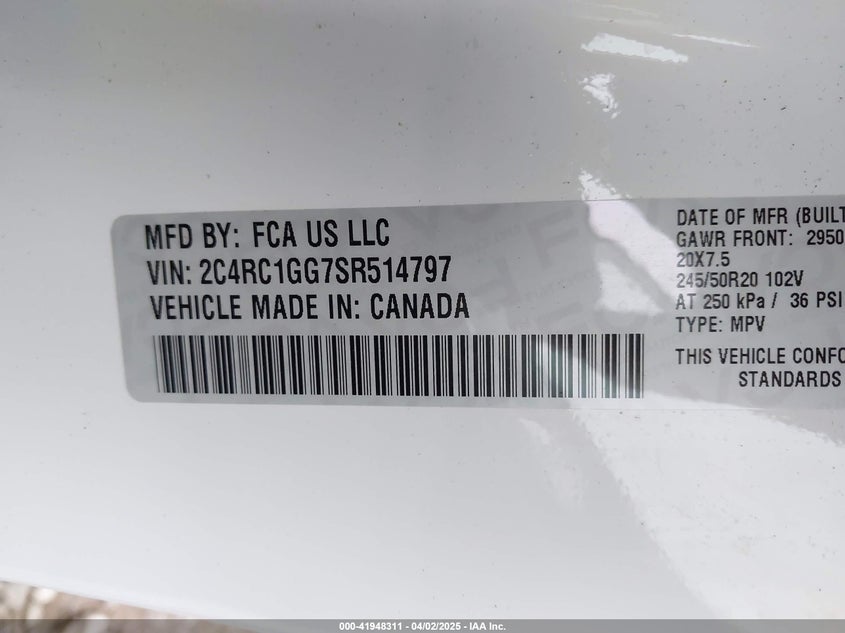 MFD BY: FCA US LLC
VIN: 2C4RC1GG7SR514797
VEHICLE MADE IN: CANADA
DATE OF MFR (BUILT
GAWR FRONT: 2950
20X7.5
245/50R20 102V
AT 250 kPa / 36 PSI
TYPE: MPV
THIS VEHICLE CONFO
STANDARDS
000-41948311 - 04/02/2025 - IAA Inc.